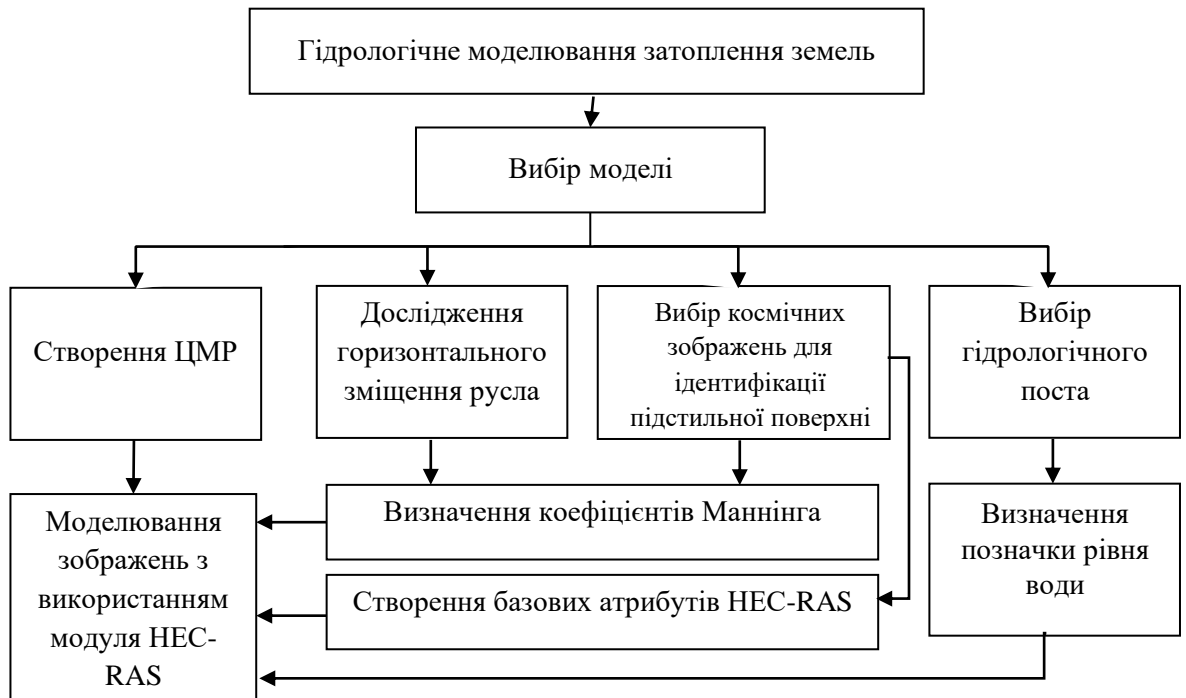 Гідрологічне моделювання затоплення земель
Вибір моделі
Створення ЦМР
Дослідження
горизонтального
зміщення русла
Вибір космічних
зображень для
ідентифікації
підстильної поверхні
Вибір
гідрологічного
поста
Моделювання
зображень з
використанням
модуля HEC-
RAS
Визначення коефіцієнтів Маннінга
Створення базових атрибутів HEC-RAS
Визначення
позначки рівня
води